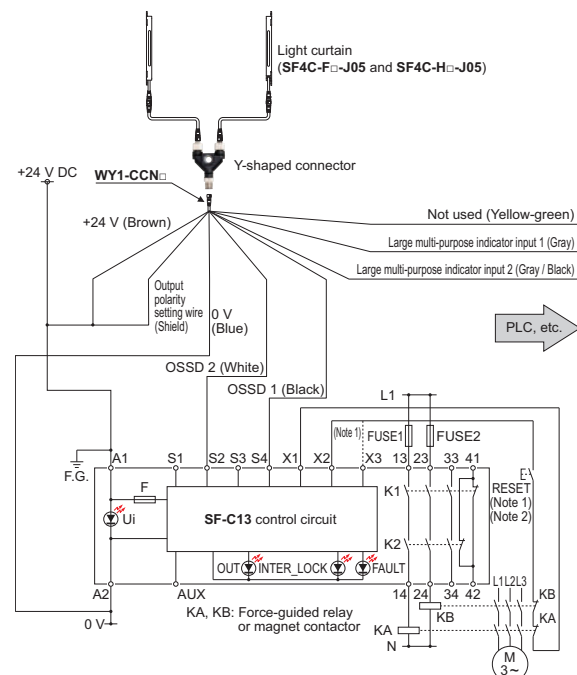 Light curtain
(SF4C-F□-J05 and SF4C-H□-J05)
Y-shaped connector
+24 V DC
WY1-CCN□
+24 V (Brown)
Not used (Yellow-green)
Large multi-purpose indicator input 1 (Gray)
Large multi-purpose indicator input 2 (Gray / Black)
Output
polarity
setting wire
(Shield)
0 V
(Blue)
PLC, etc.
OSSD 2 (White)
OSSD 1 (Black)
L1
(Note 1)
FUSE1
FUSE2
A1 S1 S2 S3 S4 X1 X2 X3 13 23 33 41
F.G.
F
K1
RESET
(Note 1)
(Note 2)
Ui
SF-C13 control circuit
K2
OUT INTER_LOCK FAULT
A2 AUX 14 24 34 42
L1 L2 L3
KA, KB: Force-guided relay
or magnet contactor
KB
KB
KA
KA
0 V
N
M
3~